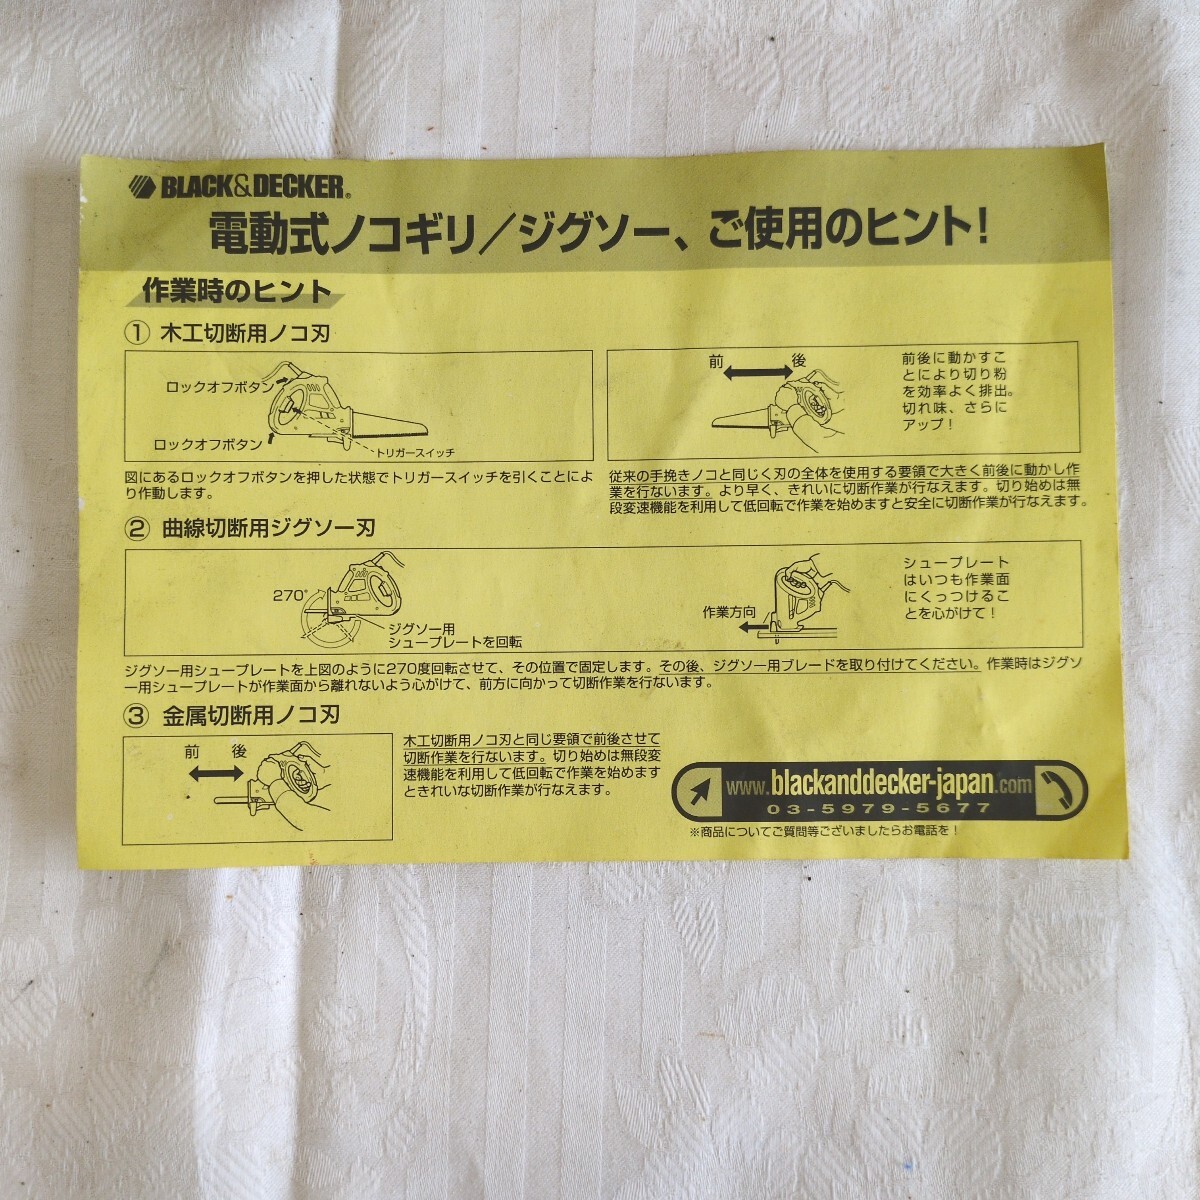 BLACK&DECKER®
電動式ノコギリ／ジグソー、ご使用のヒント！
作業時のヒント
① 木工切断用ノコ刃
ロックオフボタン
ロックオフボタン
トリガースイッチ
図にあるロックオフボタンを押した状態でトリガースイッチを引くことによ
り作動します。
前 後
前後に動かすこ
とにより切り粉
を効率よく排出。
切れ味、さらに
アップ！
従来の手挽きノコと同じく刃の全体を使用する要領で大きく前後に動かし作
業を行ないます。より早く、きれいに切断作業が行なえます。切り始めは無
段変速機能を利用して低回転で作業を始めますと安全に切断作業が行なえます。
② 曲線切断用ジグソー刃
270°
ジグソー用
シュープレートを回転
作業方向
シュープレート
はいつも作業面
にくっつけるこ
とを心がけて！
ジグソー用シュープレートを上図のように270度回転させて、その位置で固定します。その後、ジグソー用ブレードを取り付けてください。作業時はジグソ
ー用シュープレートが作業面から離れないよう心がけて、前方に向かって切断作業を行ないます。
③ 金属切断用ノコ刃
前 後
木工切断用ノコ刃と同じ要領で前後させて
切断作業を行ないます。切り始めは無段変
速機能を利用して低回転で作業を始めます
ときれいな切断作業が行なえます。
www.blackanddecker-japan.com
03-5979-5677
※商品についてご質問等ございましたらお電話を！